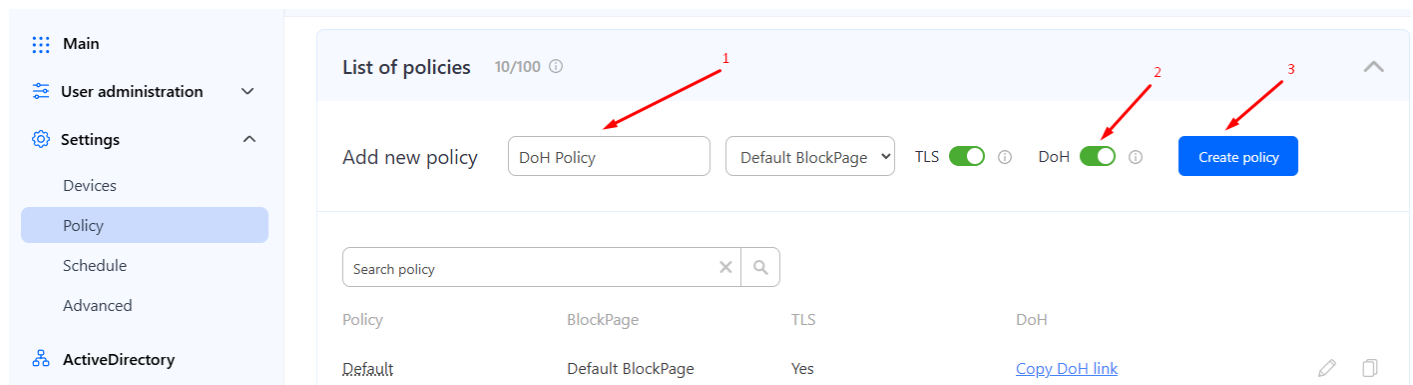 Main
User administration
Settings
Devices
Policy
Schedule
Advanced
ActiveDirectory
List of policies 10/100
1
2
3
Add new policy DoH Policy Default BlockPage TLS DoH Create policy
Search policy
Policy BlockPage TLS DoH
Default Default BlockPage Yes Copy DoH link